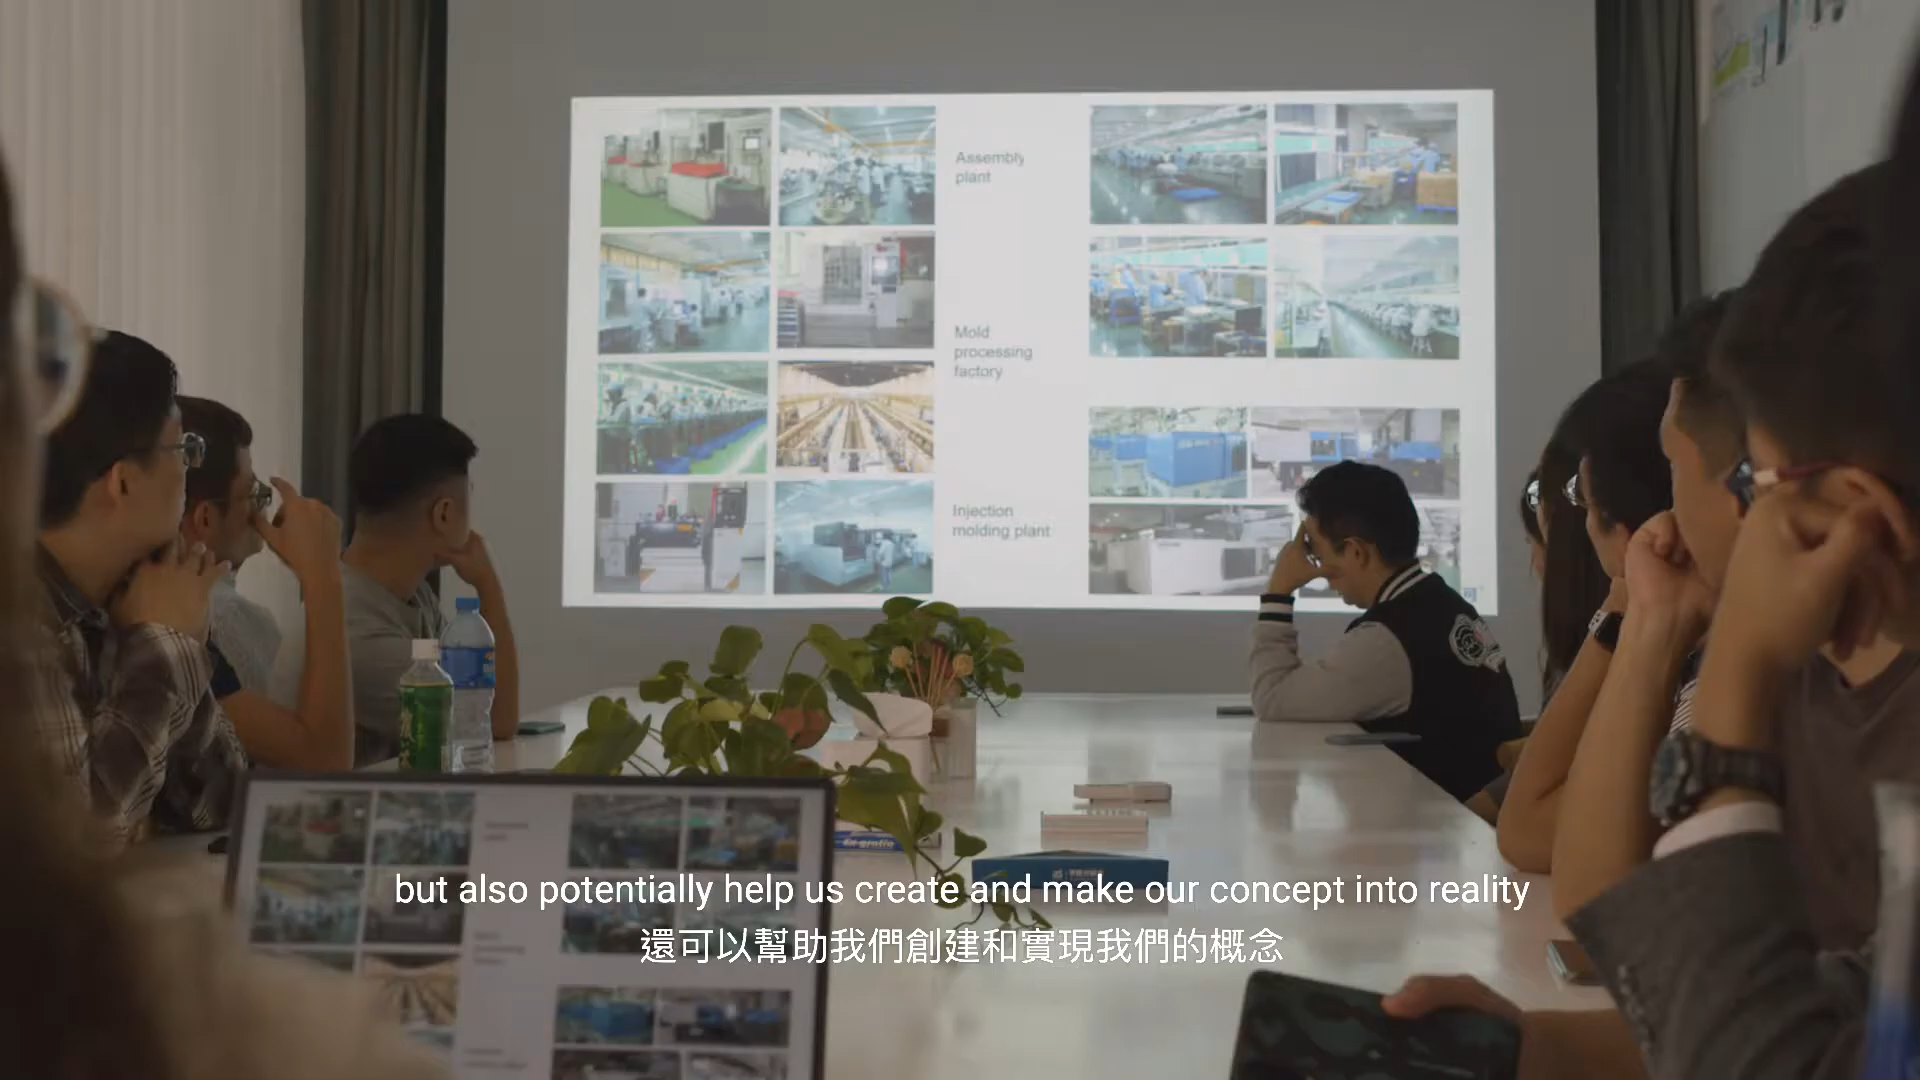 Assembly
plant
Mold
processing
factory
Injection
molding plant
but also potentially help us create and make our concept into reality
還可以幫助我們創建和實現我們的概念